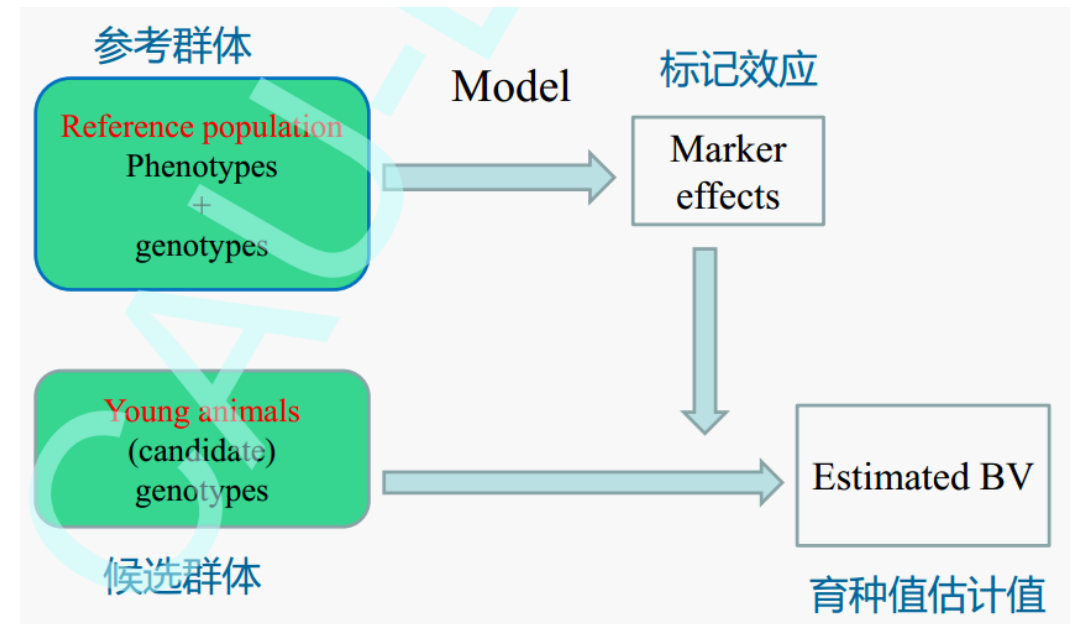 参考群体
Reference population
Phenotypes
+
genotypes
Model
标记效应
Marker
effects
Young animals
(candidate)
genotypes
候选群体
Estimated BV
育种值估计值